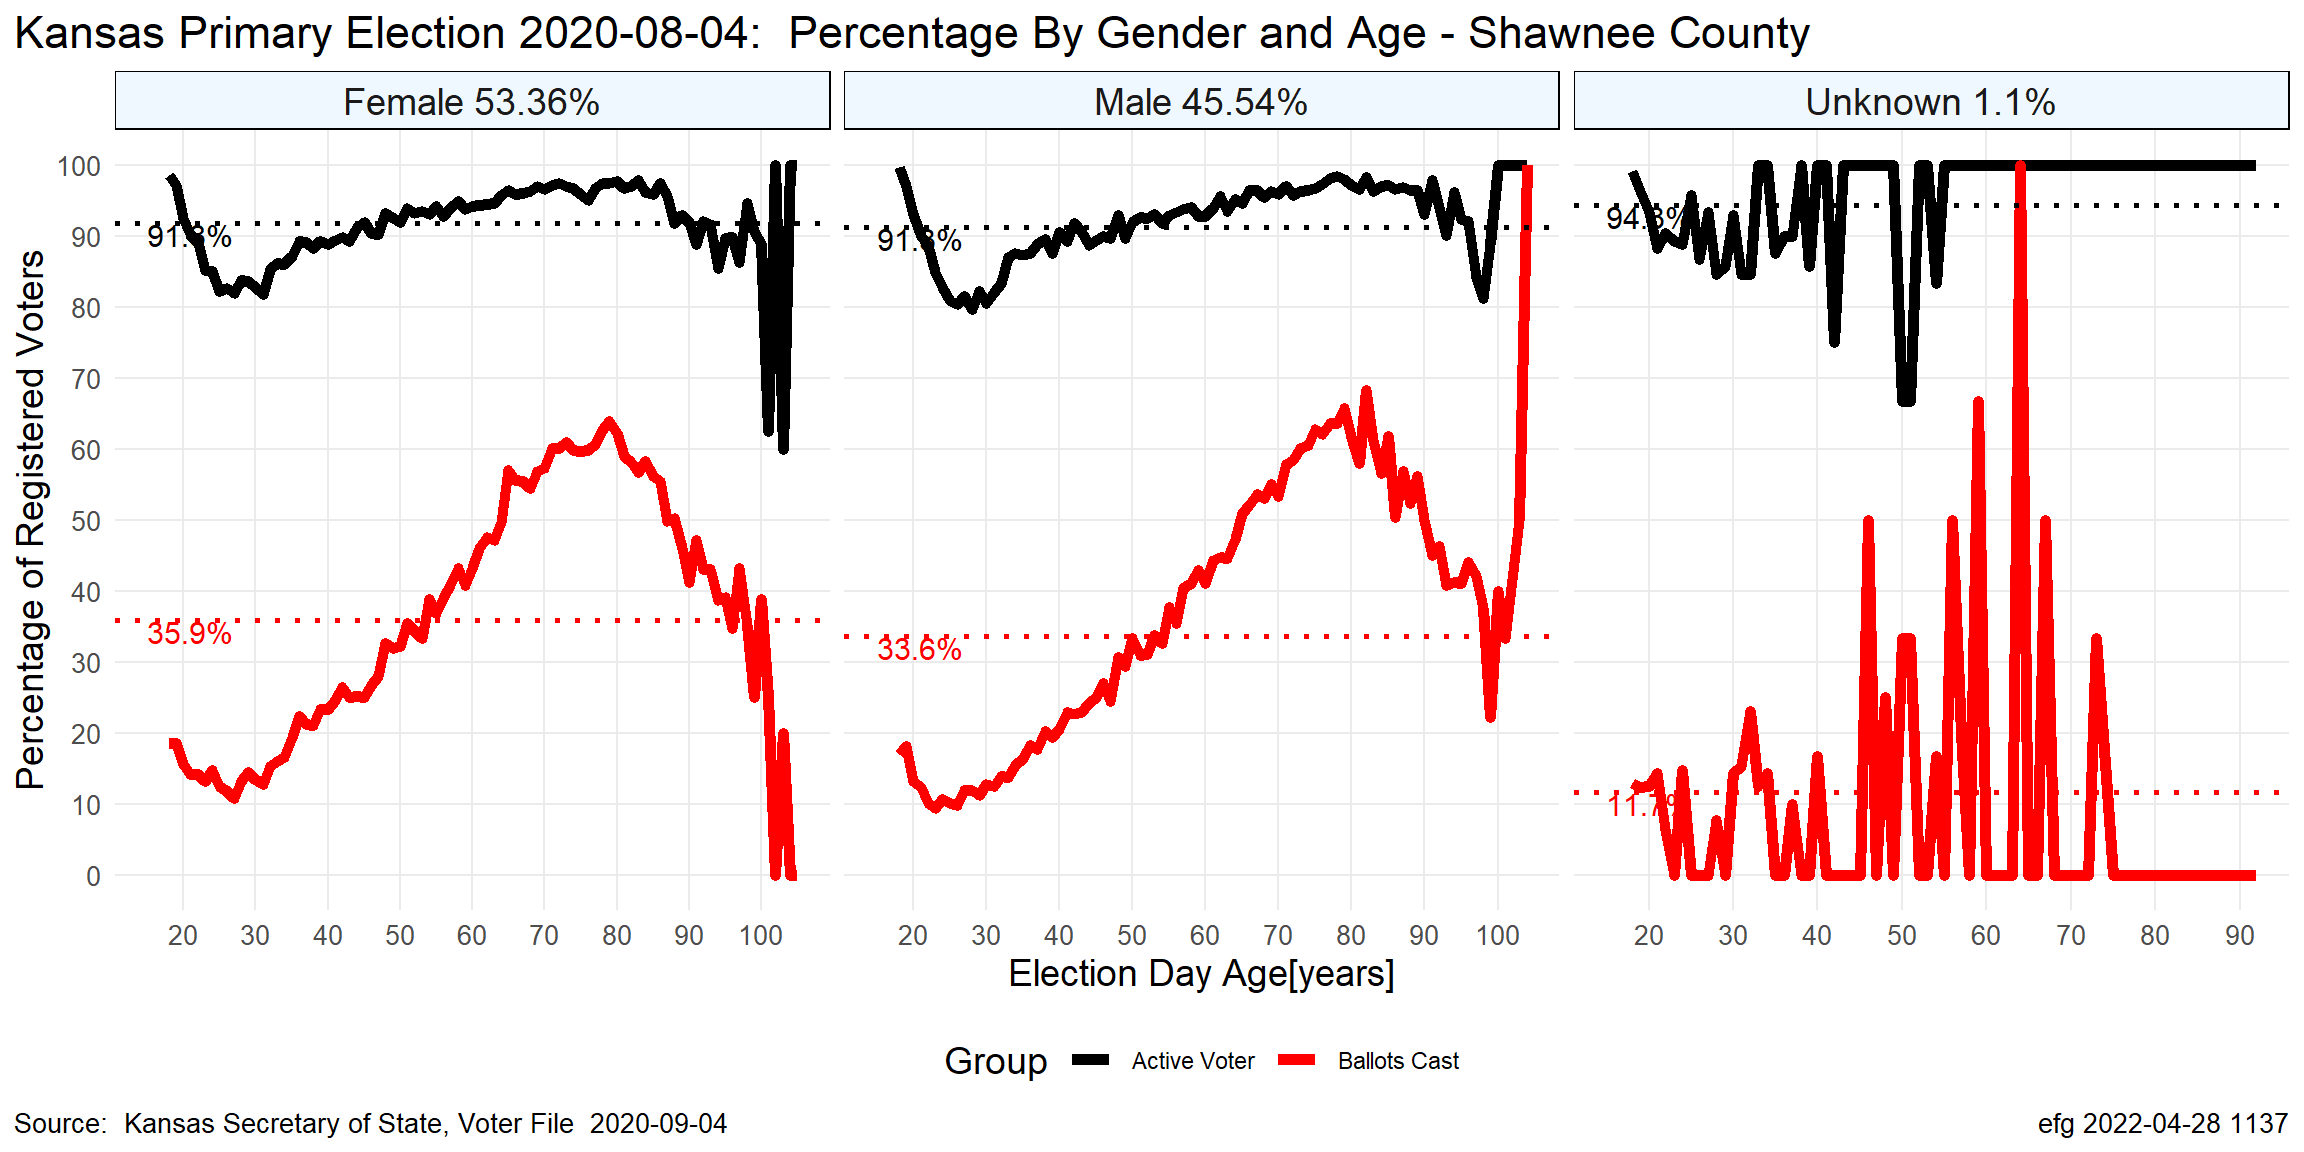 Kansas Primary Election 2020-08-04:  Percentage By Gender and Age - Shawnee County
Female 53.36%
Male 45.54%
Unknown 1.1%
Percentage of Registered Voters
100
90
80
70
60
50
40
30
20
10
0
35.9%
33.6%
20 30 40 50 60 70 80 90 100
20 30 40 50 60 70 80 90 100
20 30 40 50 60 70 80 90
Election Day Age[years]
Group Active Voter Ballots Cast
Source:  Kansas Secretary of State, Voter File  2020-09-04
efg 2022-04-28 1137